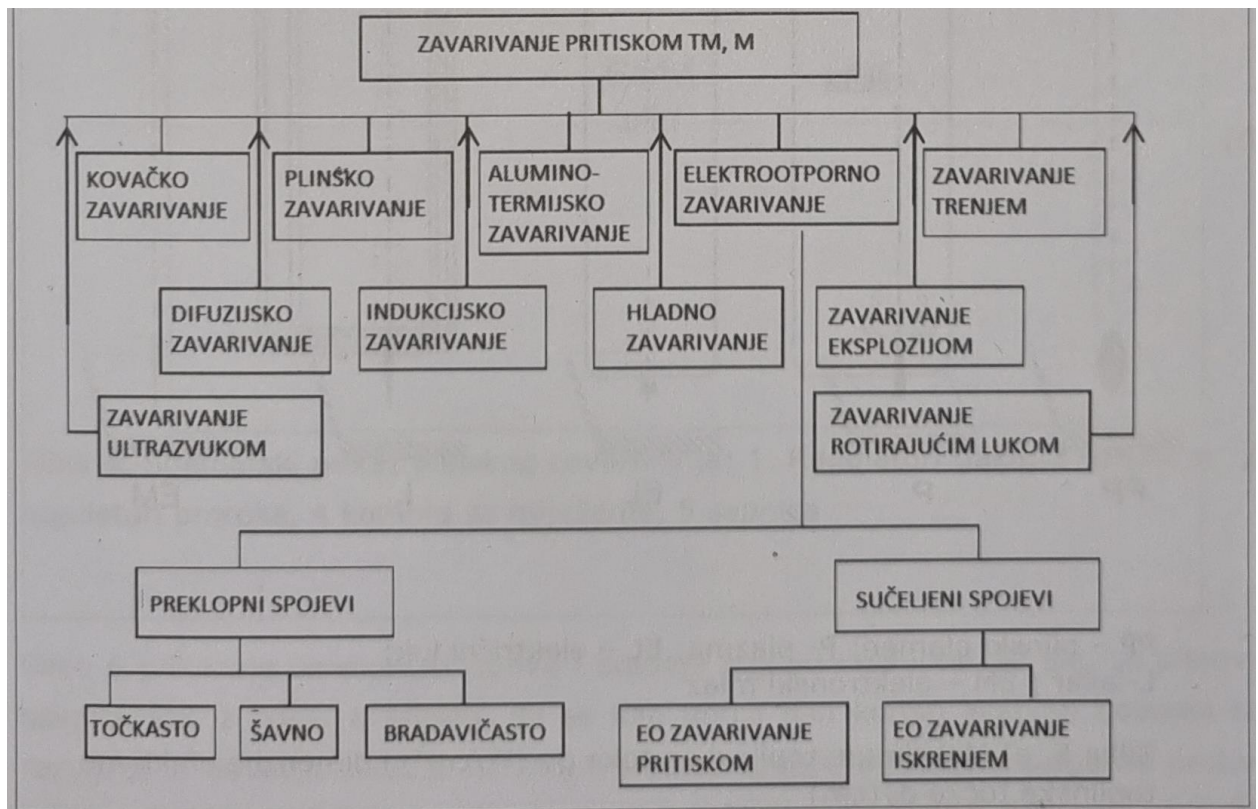 ZAVARIVANJE PRITISKOM TM, M
KOVAČKO
ZAVARIVANJE
PLINŠKO
ZAVARIVANJE
ALUMINO-
TERMIJSKO
ZAVARIVANJE
ELEKTROOTPORNO
ZAVARIVANJE
ZAVARIVANJE
TRENJEM
DIFUZIJSKO
ZAVARIVANJE
INDUKCIJSKO
ZAVARIVANJE
HLADNO
ZAVARIVANJE
ZAVARIVANJE
EKSPLOZIJOM
ZAVARIVANJE
ULTRAZVUKOM
ZAVARIVANJE
ROTIRAJUĆIM LUKOM
PREKLOPNI SPOJEVI
SUČELJENI SPOJEVI
TOČKASTO
ŠAVNO
BRADAVIČASTO
EO ZAVARIVANJE
PRITISKOM
EO ZAVARIVANJE
ISKRENJEM